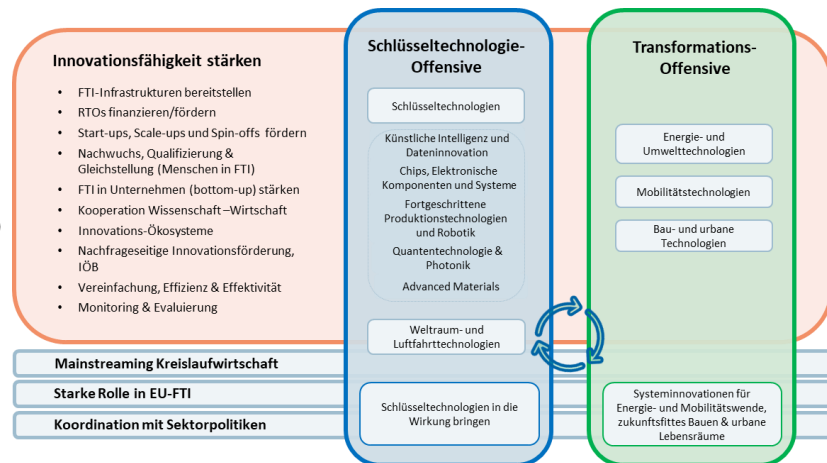 Innovationsfähigkeit stärken
• FTI-Infrastrukturen bereitstellen
• RTOs finanzieren/fördern
• Start-ups, Scale-ups und Spin-offs fördern
• Nachwuchs, Qualifizierung &
Gleichstellung (Menschen in FTI)
• FTI in Unternehmen (bottom-up) stärken
• Kooperation Wissenschaft –Wirtschaft
• Innovations-Ökosysteme
• Nachfrageseitige Innovationsförderung,
IÖB
• Vereinfachung, Effizienz & Effektivität
• Monitoring & Evaluierung
Schlüsseltechnologie-
Offensive
Schlüsseltechnologien
Künstliche Intelligenz und
Dateninnovation
Chips, Elektronische
Komponenten und Systeme
Fortgeschrittene
Produktionstechnologien
und Robotik
Quantentechnologie &
Photonik
Advanced Materials
Weltraum- und
Luftfahrttechnologien
Schlüsseltechnologien in die
Wirkung bringen
Transformations-
Offensive
Energie- und
Umwelttechnologien
Mobilitätstechnologien
Bau- und urbane
Technologien
Systeminnovationen für
Energie- und Mobilitätswende,
zukunftsfittes Bauen & urbane
Lebensräume
Mainstreaming Kreislaufwirtschaft
Starke Rolle in EU-FTI
Koordination mit Sektorpolitiken